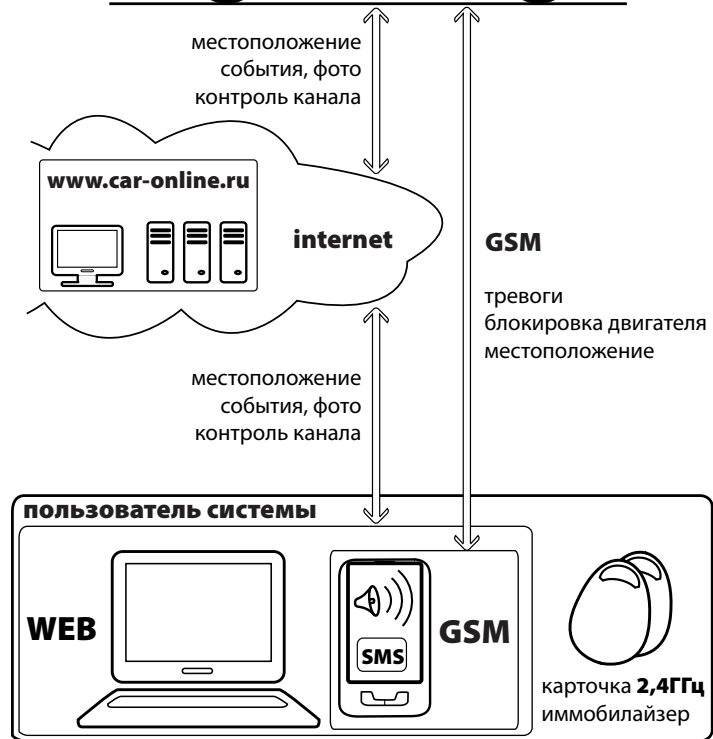 местоположение
события, фото
контроль канала
www.car-online.ru
internet
GSM
тревоги
блокировка двигателя
местоположение
местоположение
события, фото
контроль канала
пользователь системы
WEB
SMS
GSM
карточка 2,4ГГц
иммобилайзер